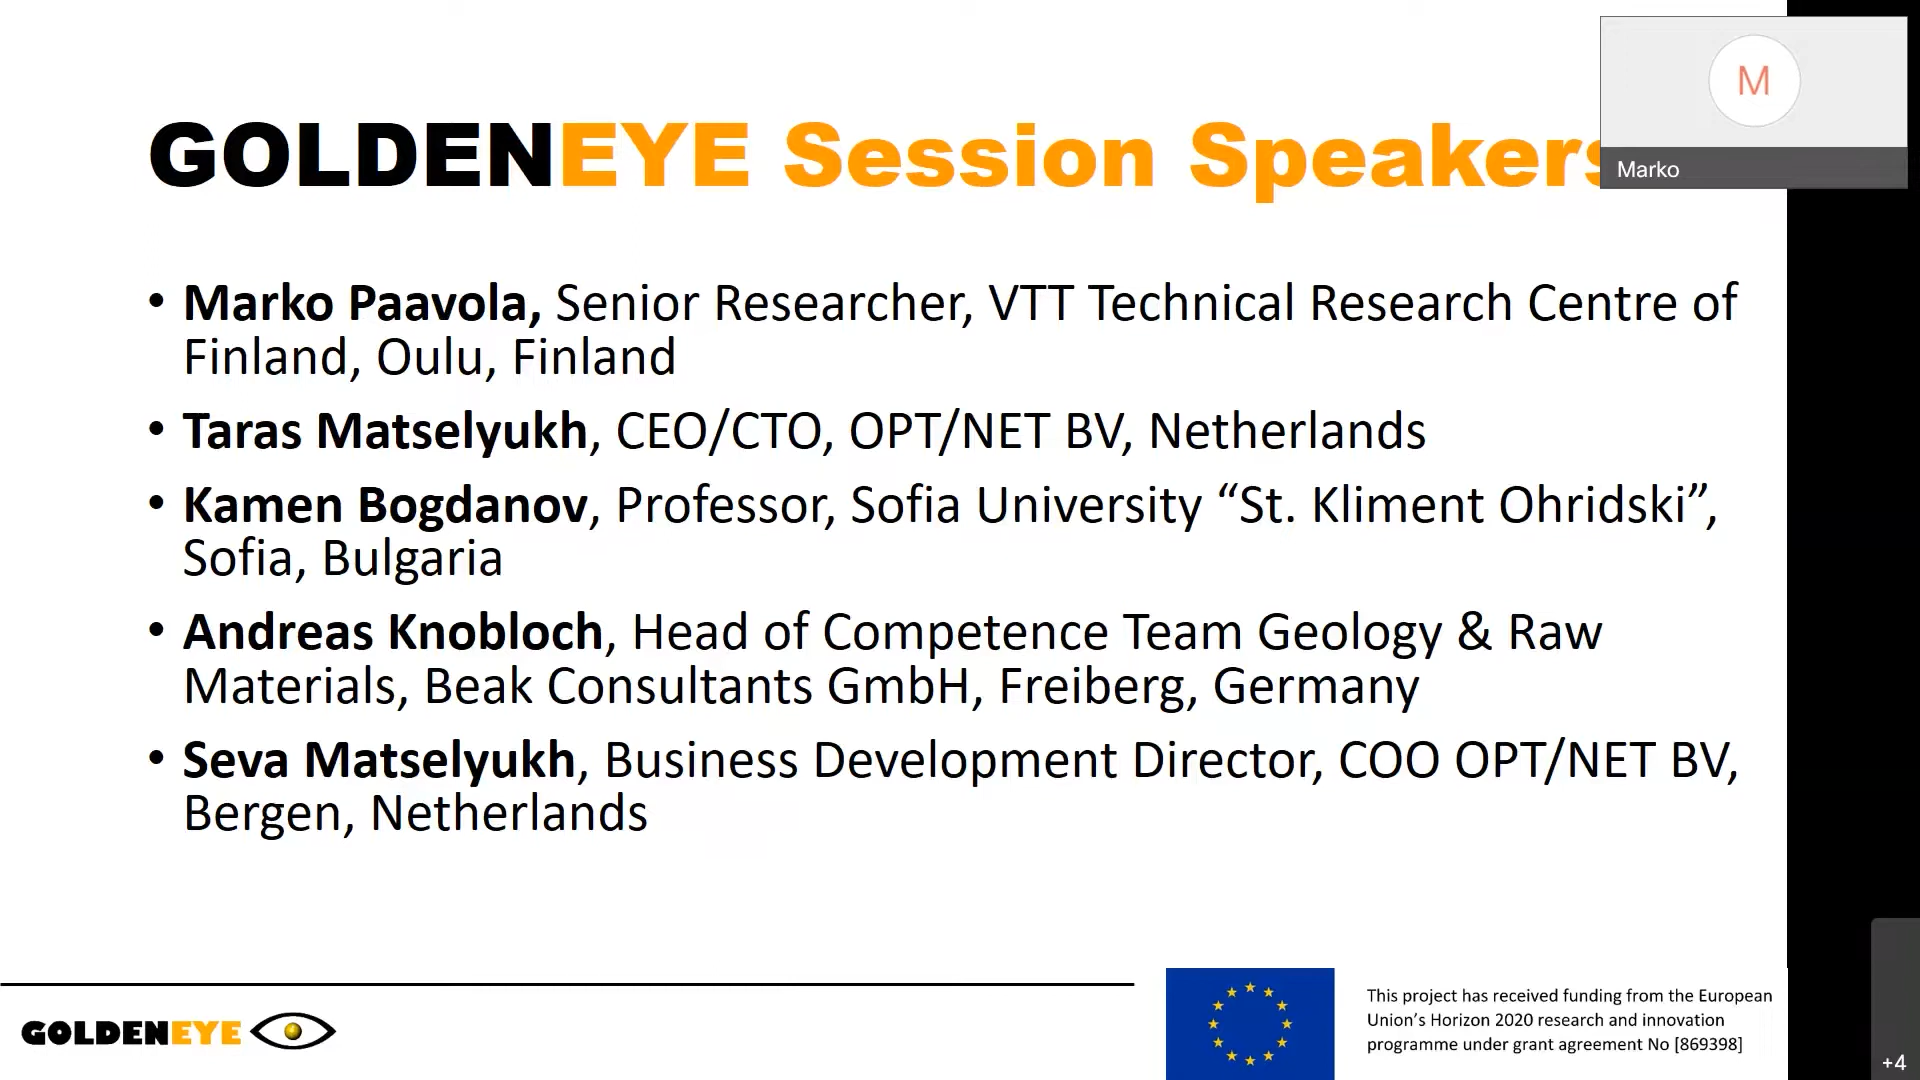 M
Marko
GOLDENEYE Session Speakers
• Marko Paavola, Senior Researcher, VTT Technical Research Centre of
Finland, Oulu, Finland
• Taras Matselyukh, CEO/CTO, OPT/NET BV, Netherlands
• Kamen Bogdanov, Professor, Sofia University “St. Kliment Ohridski”,
Sofia, Bulgaria
• Andreas Knobloch, Head of Competence Team Geology & Raw
Materials, Beak Consultants GmbH, Freiberg, Germany
• Seva Matselyukh, Business Development Director, COO OPT/NET BV,
Bergen, Netherlands
GOLDENEYE
This project has received funding from the European
Union’s Horizon 2020 research and innovation
programme under grant agreement No [869398]
+4